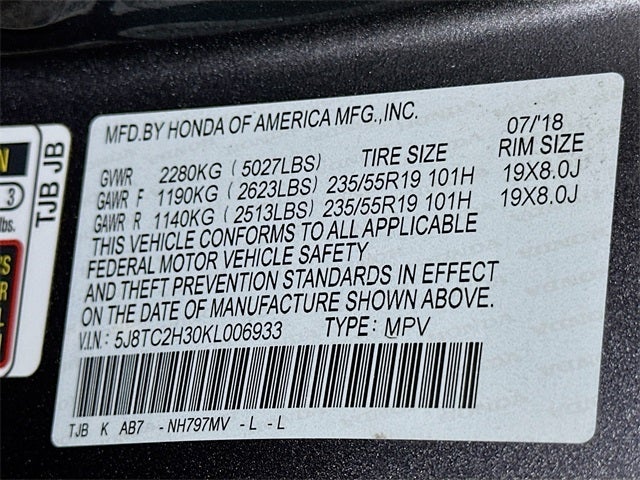 MFD.BY HONDA OF AMERICA MFG.,INC.
07/'18
GVWR 2280KG (5027LBS) TIRE SIZE RIM SIZE
GAWR F 1190KG (2623LBS) 235/55R19 101H 19X8.0J
GAWR R 1140KG (2513LBS) 235/55R19 101H 19X8.0J
THIS VEHICLE CONFORMS TO ALL APPLICABLE
FEDERAL MOTOR VEHICLE SAFETY
AND THEFT PREVENTION STANDARDS IN EFFECT
ON THE DATE OF MANUFACTURE SHOWN ABOVE.
V.I.N.: 5J8TC2H30KL006933 TYPE: MPV
TJB K AB7 - NH797MV - L - L
TJB JB
3
lbs.